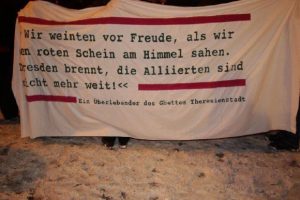 Wir weinten vor Freude, als wir
en roten Schein am Himmel sahen.
resden brennt, die Alliierten sind
icht mehr weit!<<
Ein Überlebender des Ghettos Theresienstadt